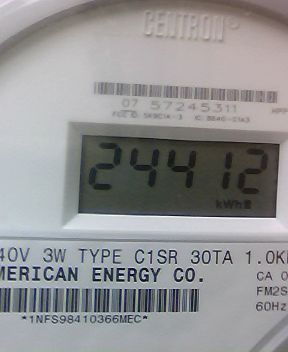 CENTRON®
07 57245311
24412
kWh
40V 3W TYPE C1SR 30TA 1.0K
MERICAN ENERGY CO.
CA 0
FM2S
60Hz
*1NFS98410366MEC*